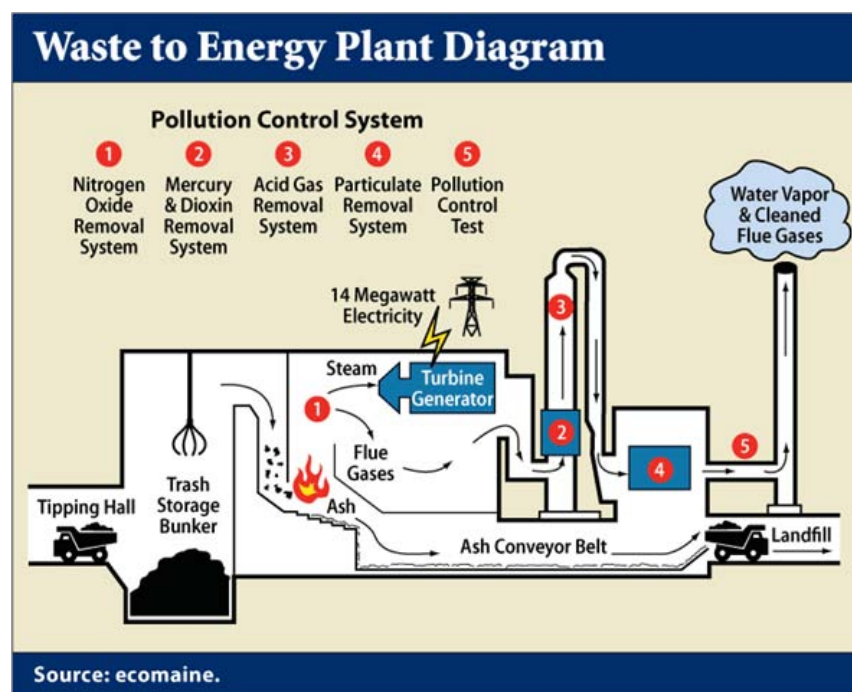 Waste to Energy Plant Diagram
Pollution Control System
1
2
3
4
5
Nitrogen
Oxide
Removal
System
Mercury
& Dioxin
Removal
System
Acid Gas
Removal
System
Particulate
Removal
System
Pollution
Control
Test
Water Vapor
& Cleaned
Flue Gases
14 Megawatt
Electricity
3
Steam
Turbine
Generator
1
2
Flue
Gases
4
5
Tipping Hall
Trash
Storage
Bunker
Ash
Ash Conveyor Belt
Landfill
Source: ecomaine.